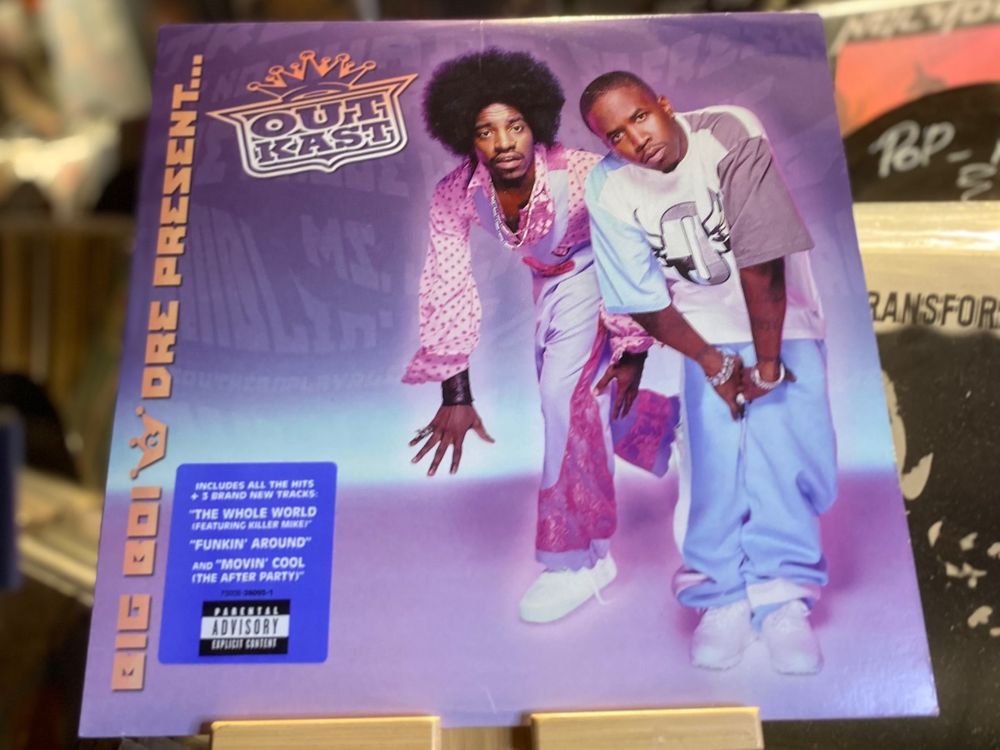 BIG BOI & DRE PRESENT...
OUT
KAST
INCLUDES ALL THE HITS
+ 3 BRAND NEW TRACKS:
"THE WHOLE WORLD
(FEATURING KILLER MIKE)"
"FUNKIN' AROUND"
AND "MOVIN' COOL
(THE AFTER PARTY)"
PARENTAL
ADVISORY
EXPLICIT CONTENT
POP-
RANSFOR